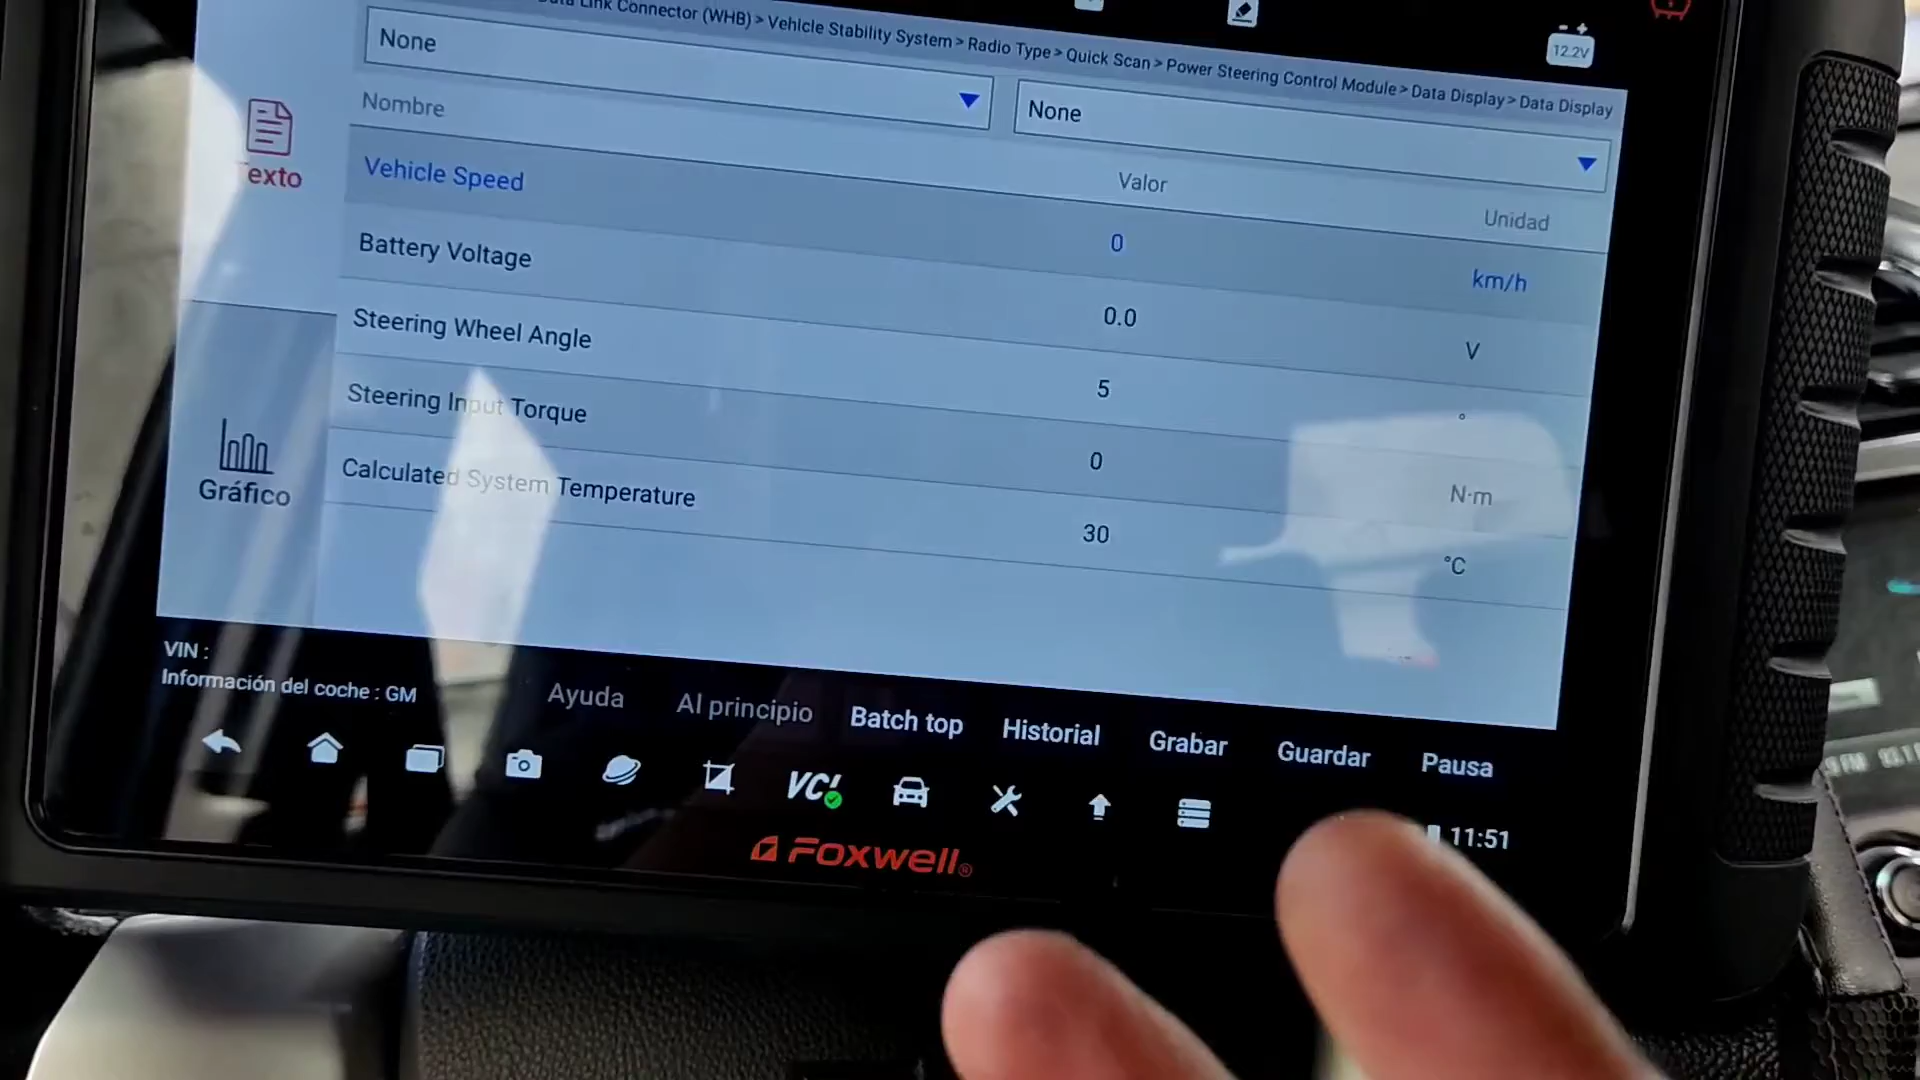 Link Connector (WHB) > Vehicle Stability System > Radio Type > Quick Scan > Power Steering Control Module > Data Display > Data Display
12.2V
None
None
Nombre
Valor
Unidad
Vehicle Speed
0
km/h
Battery Voltage
0.0
V
Steering Wheel Angle
5
°
Steering Input Torque
0
N·m
Calculated System Temperature
30
°C
Texto
Gráfico
VIN :
Información del coche : GM
Ayuda
Al principio
Batch top
Historial
Grabar
Guardar
Pausa
VCI
11:51
FOXWELL